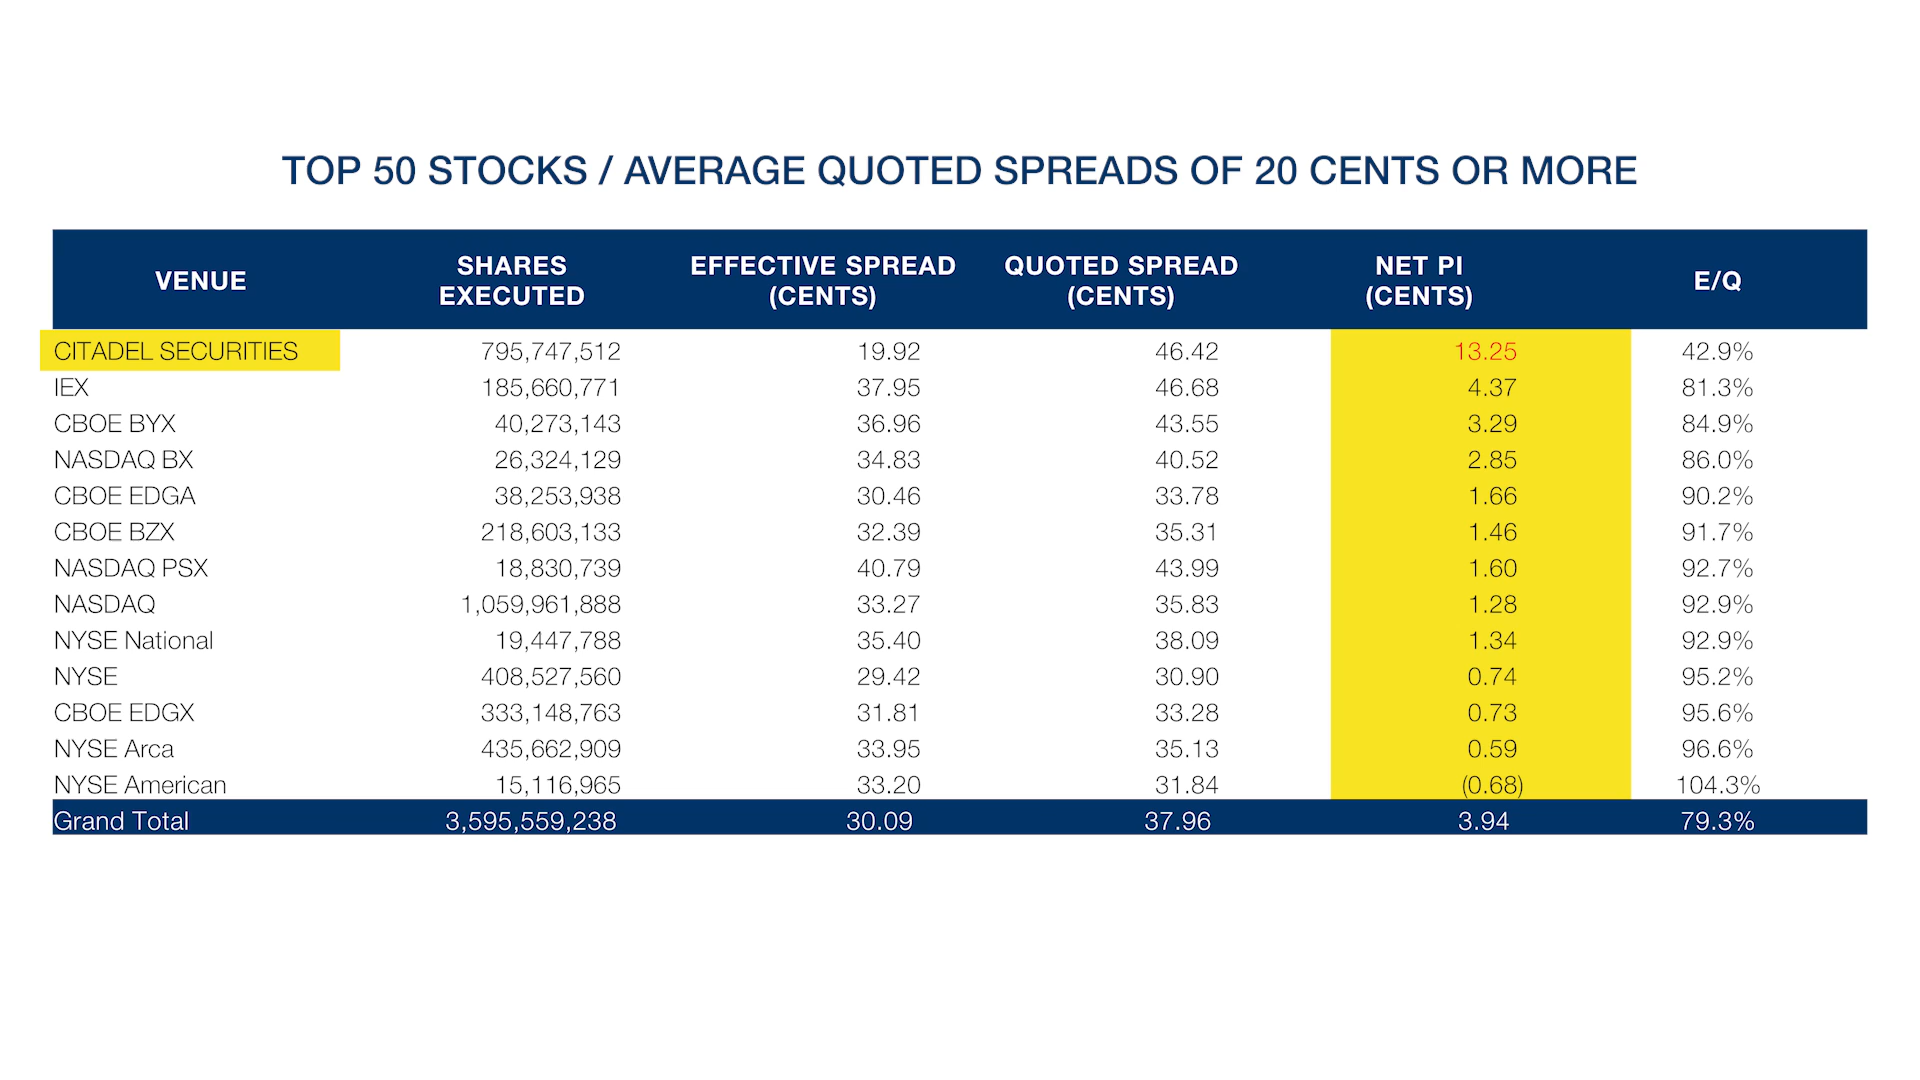 TOP 50 STOCKS / AVERAGE QUOTED SPREADS OF 20 CENTS OR MORE
VENUE SHARES EXECUTED EFFECTIVE SPREAD (CENTS) QUOTED SPREAD (CENTS) NET PI (CENTS) E/Q
CITADEL SECURITIES 795,747,512 19.92 46.42 13.25 42.9%
IEX 185,660,771 37.95 46.68 4.37 81.3%
CBOE BYX 40,273,143 36.96 43.55 3.29 84.9%
NASDAQ BX 26,324,129 34.83 40.52 2.85 86.0%
CBOE EDGA 38,253,938 30.46 33.78 1.66 90.2%
CBOE BZX 218,603,133 32.39 35.31 1.46 91.7%
NASDAQ PSX 18,830,739 40.79 43.99 1.60 92.7%
NASDAQ 1,059,961,888 33.27 35.83 1.28 92.9%
NYSE National 19,447,788 35.40 38.09 1.34 92.9%
NYSE 408,527,560 29.42 30.90 0.74 95.2%
CBOE EDGX 333,148,763 31.81 33.28 0.73 95.6%
NYSE Arca 435,662,909 33.95 35.13 0.59 96.6%
NYSE American 15,116,965 33.20 31.84 (0.68) 104.3%
Grand Total 3,595,559,238 30.09 37.96 3.94 79.3%